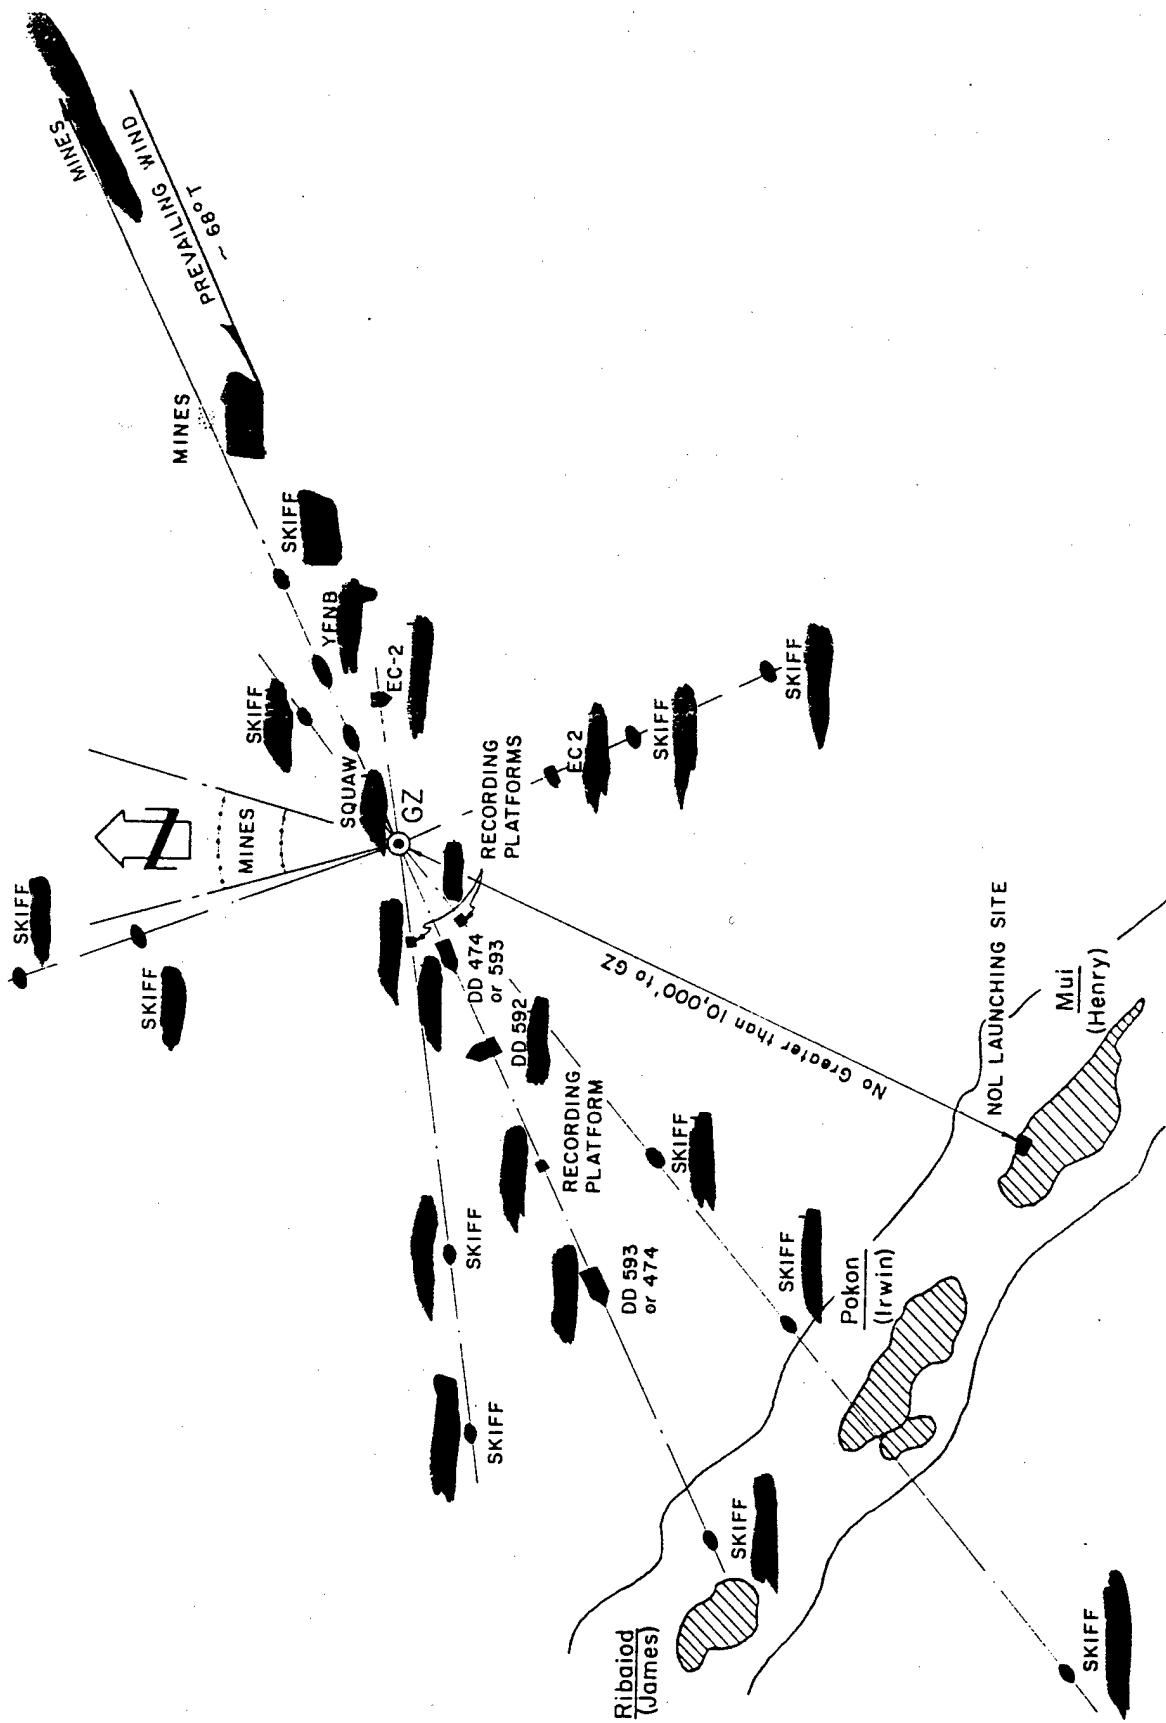 MINES
PREVAILING WIND
~ 68° T
MINES
SKIFF
YFNB
EC-2
SKIFF
SQUAW
GZ
MINES
N
SKIFF
SKIFF
RECORDING
PLATFORMS
EC 2
SKIFF
SKIFF
DD 474
or 593
DD 592
RECORDING
PLATFORM
DD 593
or 474
SKIFF
SKIFF
SKIFF
SKIFF
SKIFF
SKIFF
No Greater than 10,000' to GZ
NOL LAUNCHING SITE
Mui
(Henry)
Pokon
(Irwin)
Ribaiod
(James)